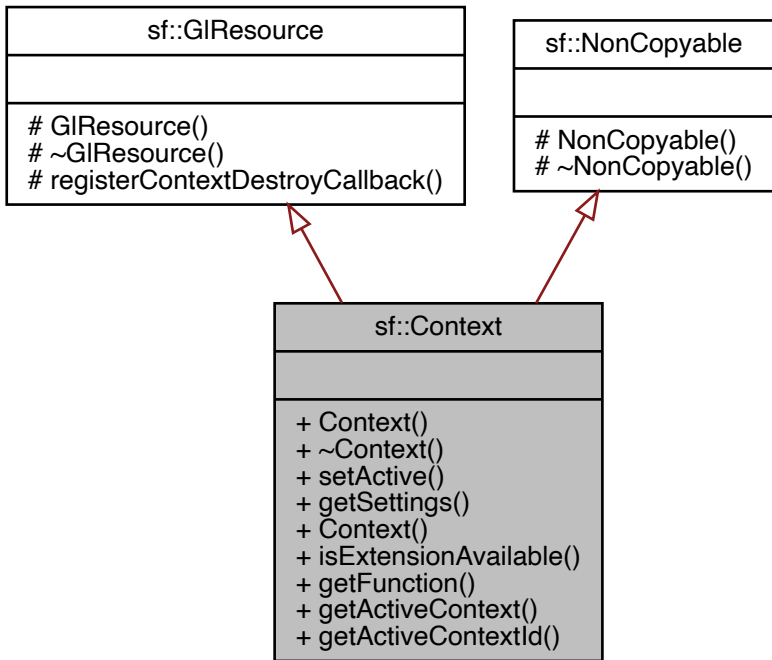 sf::GlResource
# GlResource()
# ~GlResource()
# registerContextDestroyCallback()
sf::NonCopyable
# NonCopyable()
# ~NonCopyable()
sf::Context
+ Context()
+ ~Context()
+ setActive()
+ getSettings()
+ Context()
+ isExtensionAvailable()
+ getFunction()
+ getActiveContext()
+ getActiveContextId()